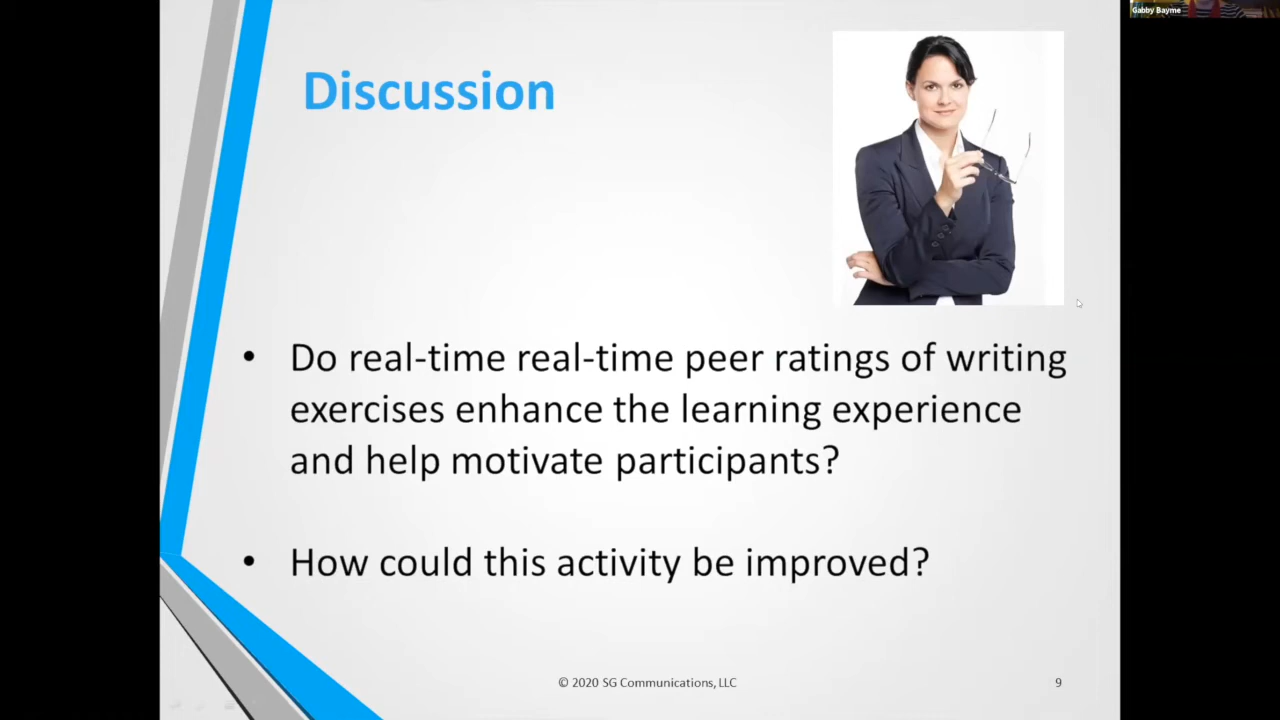 Gabby Bayme
Discussion
• Do real-time real-time peer ratings of writing
exercises enhance the learning experience
and help motivate participants?
• How could this activity be improved?
© 2020 SG Communications, LLC
9